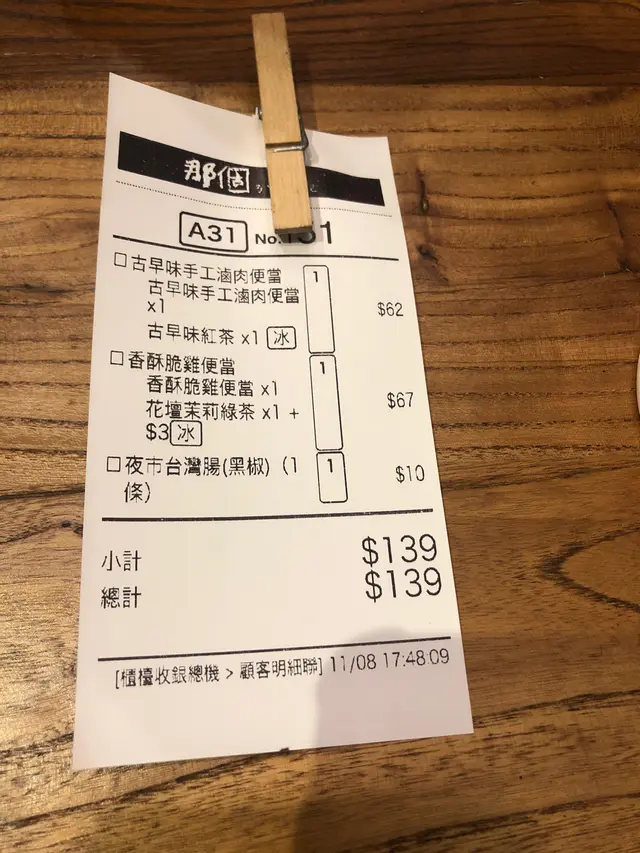 那個
A31 No.
□古早味手工滷肉便當 1
古早味手工滷肉便當
x1 $62
古早味紅茶 x1 冰
□香酥脆雞便當 1
香酥脆雞便當 x1 $67
花壇茉莉綠茶 x1 +
$3 冰
□夜市台灣腸(黑椒) (1 1 $10
條)
小計 $139
總計 $139
[櫃檯收銀總機 > 顧客明細聯] 11/08 17:48:09